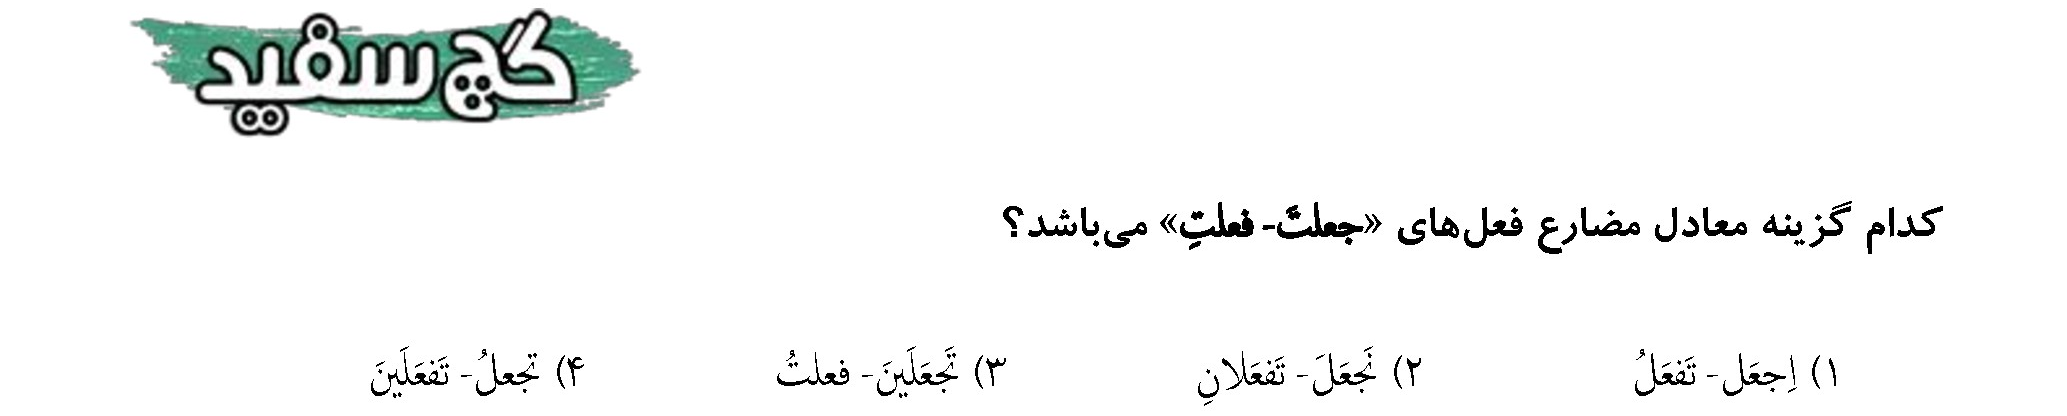 گچ سفید
کدام گزینه معادل مضارع فعل‌های «جعلتَ- فعلتِ» می‌باشد؟
۱) اِجعَل- تَفعَلُ ۲) نَجعَلَ- تَفعَلانِ ۳) تَجعَلَینَ- فعلتُ ۴) تجعلُ- تَفعَلَینَ